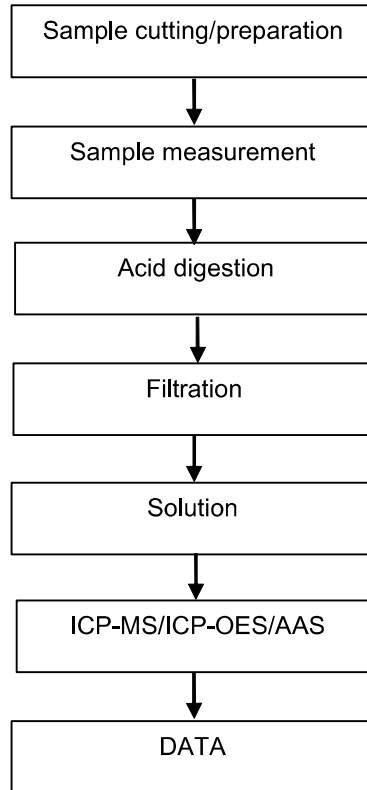 Sample cutting/preparation
Sample measurement
Acid digestion
Filtration
Solution
ICP-MS/ICP-OES/AAS
DATA